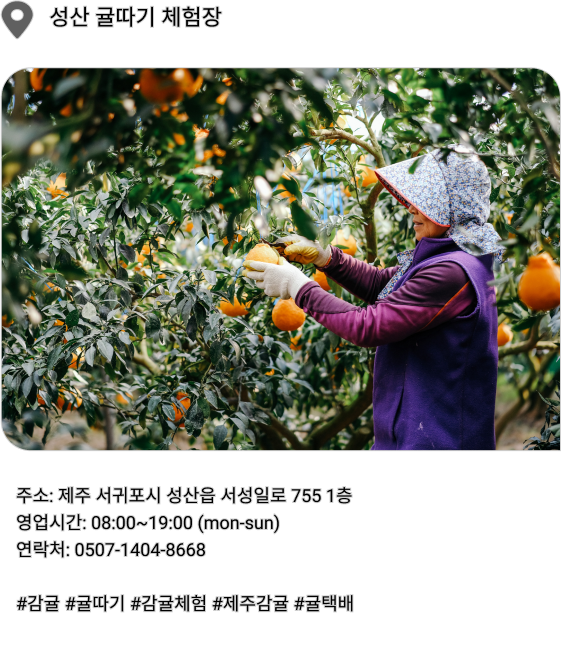 성산 귤따기 체험장
주소: 제주 서귀포시 성산읍 서성일로 755 1층
영업시간: 08:00~19:00 (mon-sun)
연락처: 0507-1404-8668
#감귤 #귤따기 #감귤체험 #제주감귤 #귤택배